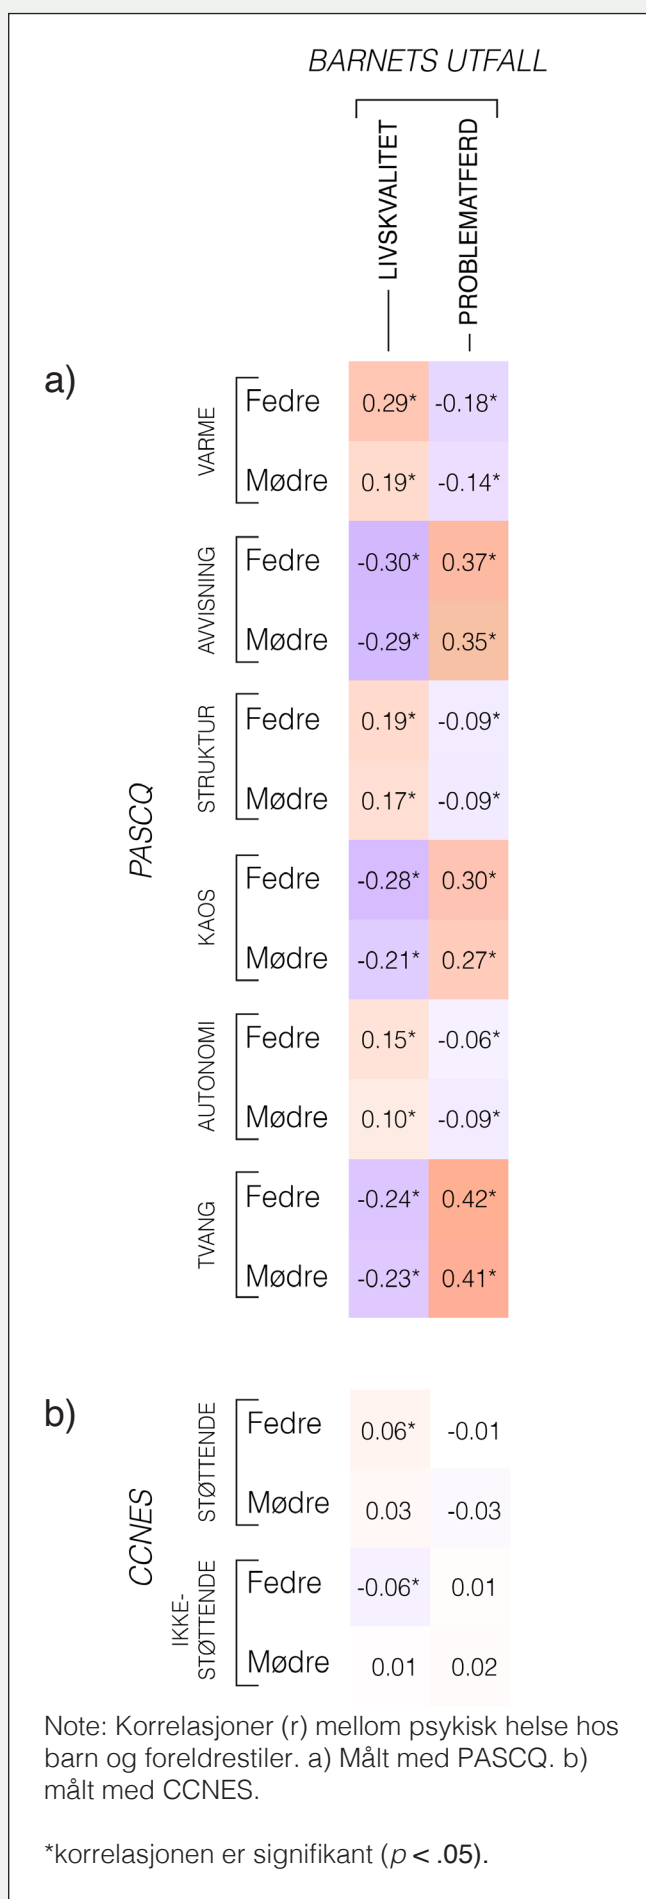 BARNETS UTFALL
LIVSKVALITET
PROBLEMATFERD
a)
PASCQ
VARME
Fedre 0.29* -0.18*
Mødre 0.19* -0.14*
AVVISNING
Fedre -0.30* 0.37*
Mødre -0.29* 0.35*
STRUKTUR
Fedre 0.19* -0.09*
Mødre 0.17* -0.09*
KAOS
Fedre -0.28* 0.30*
Mødre -0.21* 0.27*
AUTONOMI
Fedre 0.15* -0.06*
Mødre 0.10* -0.09*
TVANG
Fedre -0.24* 0.42*
Mødre -0.23* 0.41*
b)
CCNES
STØTTENDE
Fedre 0.06* -0.01
Mødre 0.03 -0.03
IKKE-
STØTTENDE
Fedre -0.06* 0.01
Mødre 0.01 0.02
Note: Korrelasjoner (r) mellom psykisk helse hos
barn og foreldrestiler. a) Målt med PASCQ. b)
målt med CCNES.
*korrelasjonen er signifikant (p < .05).